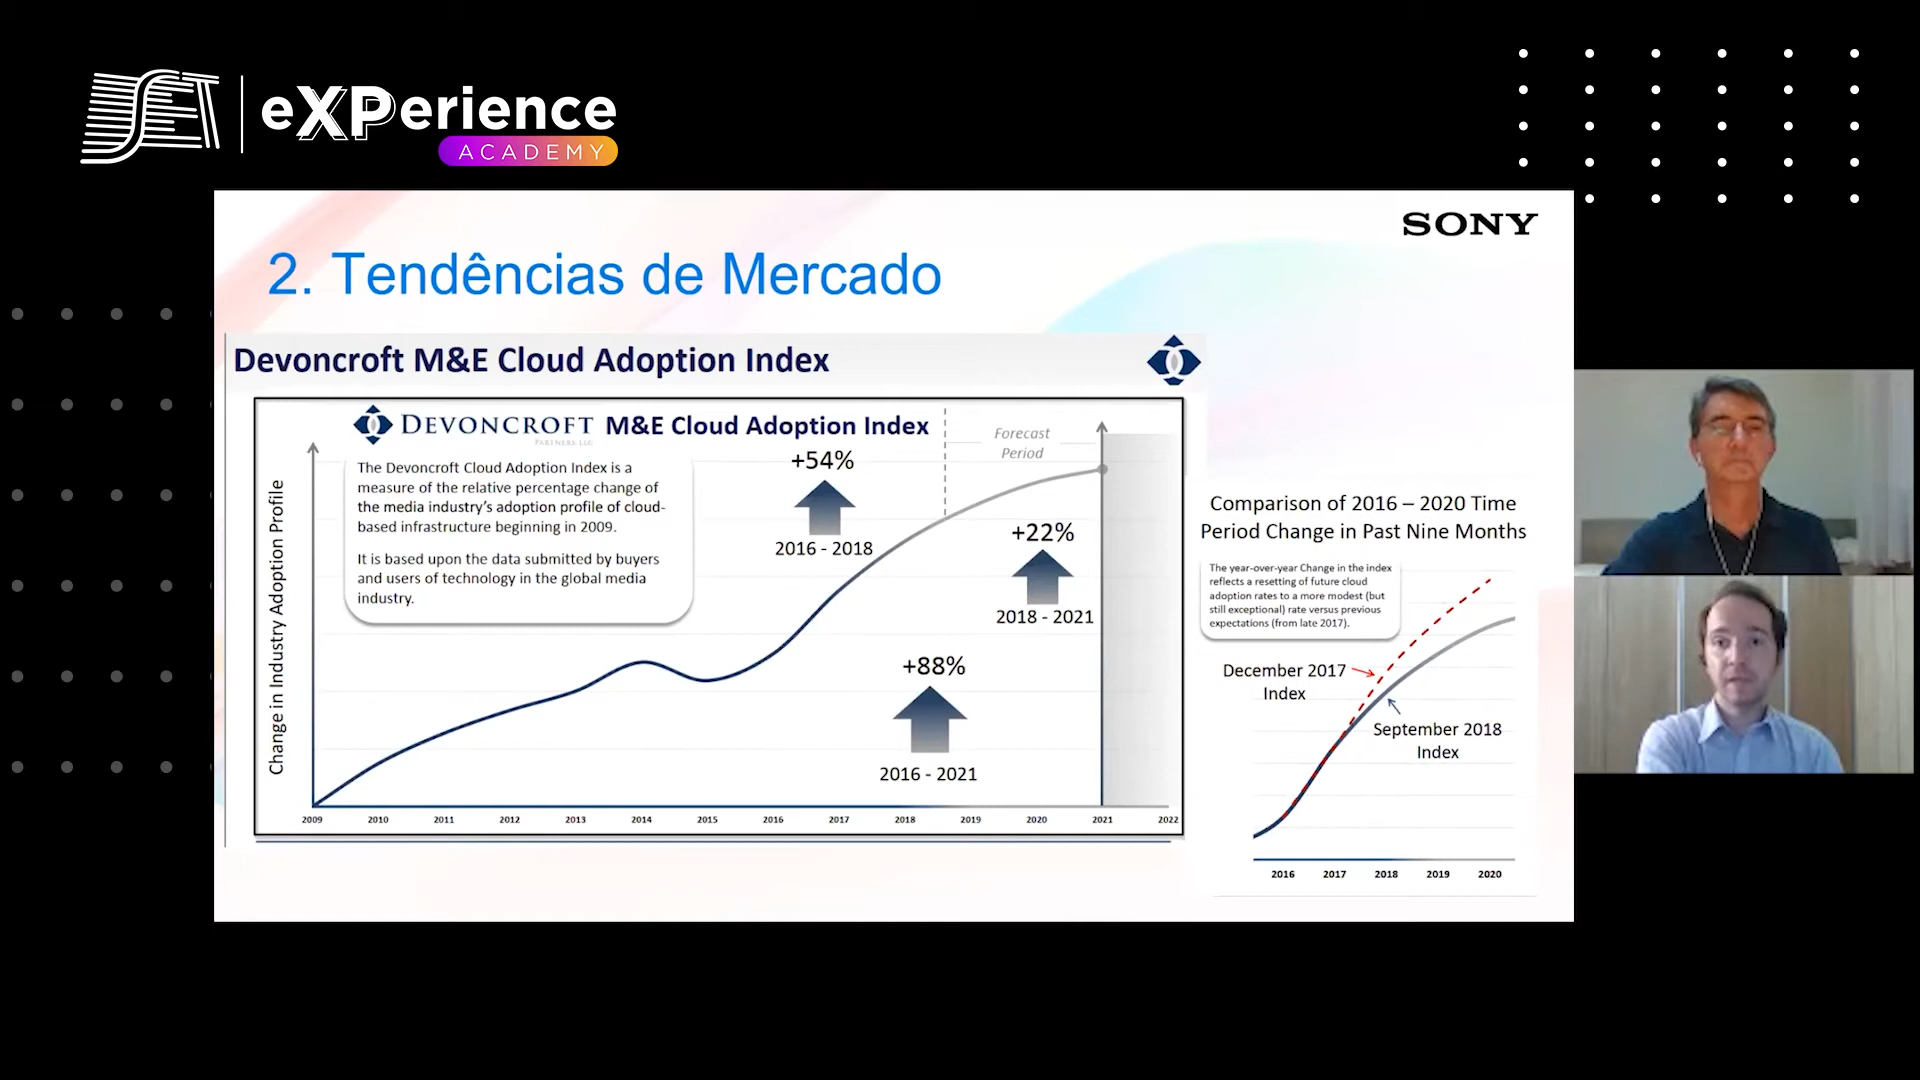 SET
eXPerience
ACADEMY
SONY
2. Tendências de Mercado
Devoncroft M&E Cloud Adoption Index
DEVONCROFT M&E Cloud Adoption Index
PARTNERS LLC
Forecast
Period
The Devoncroft Cloud Adoption Index is a
measure of the relative percentage change of
the media industry's adoption profile of cloud-
based infrastructure beginning in 2009.
It is based upon the data submitted by buyers
and users of technology in the global media
industry.
Change in Industry Adoption Profile
+54%
2016 - 2018
+22%
2018 - 2021
+88%
2016 - 2021
2009 2010 2011 2012 2013 2014 2015 2016 2017 2018 2019 2020 2021 2022
Comparison of 2016 – 2020 Time
Period Change in Past Nine Months
The year-over-year Change in the index
reflects a resetting of future cloud
adoption rates to a more modest (but
still exceptional) rate versus previous
expectations (from late 2017).
December 2017
Index
September 2018
Index
2016 2017 2018 2019 2020